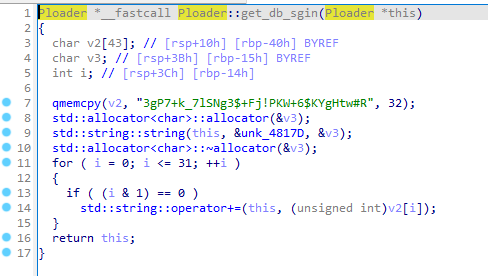 1 Ploader *__fastcall Ploader::get_db_sgin(Ploader *this)
2 {
3 char v2[43]; // [rsp+10h] [rbp-40h] BYREF
4 char v3; // [rsp+3Bh] [rbp-15h] BYREF
5 int i; // [rsp+3Ch] [rbp-14h]
6
7 qmemcpy(v2, "3gP7+k_7lSNg3$+Fj!PKW+6$KYgHtw#R", 32);
8 std::allocator<char>::allocator(&v3);
9 std::string::string(this, &unk_4817D, &v3);
10 std::allocator<char>::~allocator(&v3);
11 for ( i = 0; i <= 31; ++i )
12 {
13 if ( (i & 1) == 0 )
14 std::string::operator+=(this, (unsigned int)v2[i]);
15 }
16 return this;
17 }